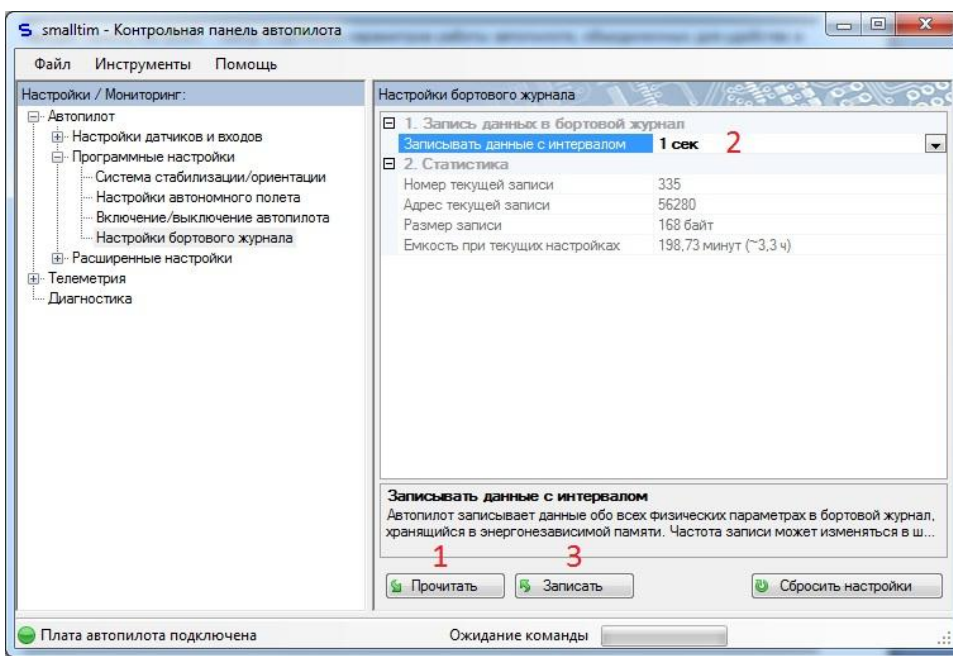 smalltim - Контрольная панель автопилота
Файл Инструменты Помощь
Настройки / Мониторинг:
Автопилот
Настройки датчиков и входов
Программные настройки
Система стабилизации/ориентации
Настройки автономного полета
Включение/выключение автопилота
Настройки бортового журнала
Расширенные настройки
Телеметрия
Диагностика
Настройки бортового журнала
1. Запись данных в бортовой журнал
Записывать данные с интервалом 1 сек 2
2. Статистика
Номер текущей записи 335
Адрес текущей записи 56280
Размер записи 168 байт
Емкость при текущих настройках 198,73 минут (~3,3 ч)
Записывать данные с интервалом
Автопилот записывает данные обо всех физических параметрах в бортовой журнал,
хранящийся в энергонезависимой памяти. Частота записи может изменяться в ш...
1 3
Прочитать Записать Сбросить настройки
Плата автопилота подключена Ожидание команды